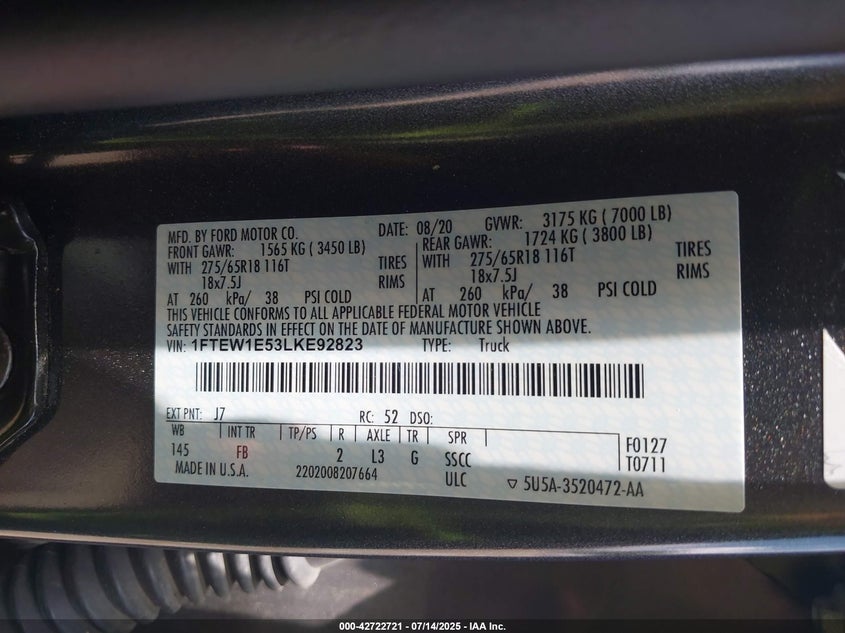 MFD. BY FORD MOTOR CO. DATE: 08/20 GVWR: 3175 KG ( 7000 LB)
FRONT GAWR: 1565 KG ( 3450 LB) REAR GAWR: 1724 KG ( 3800 LB)
WITH 275/65R18 116T TIRES WITH 275/65R18 116T TIRES
18x7.5J RIMS 18x7.5J RIMS
AT 260 kPa/ 38 PSI COLD AT 260 kPa/ 38 PSI COLD
THIS VEHICLE CONFORMS TO ALL APPLICABLE FEDERAL MOTOR VEHICLE
SAFETY STANDARDS IN EFFECT ON THE DATE OF MANUFACTURE SHOWN ABOVE.
VIN: 1FTEW1E53LKE92823 TYPE: Truck
EXT PNT: J7 RC: 52 DSO:
WB INT TR TP/PS R AXLE TR SPR F0127
145 FB 2 L3 G SSCC T0711
MADE IN U.S.A. 2202008207664 ULC ▽ 5U5A-3520472-AA
000-42722721 - 07/14/2025 - IAA Inc.